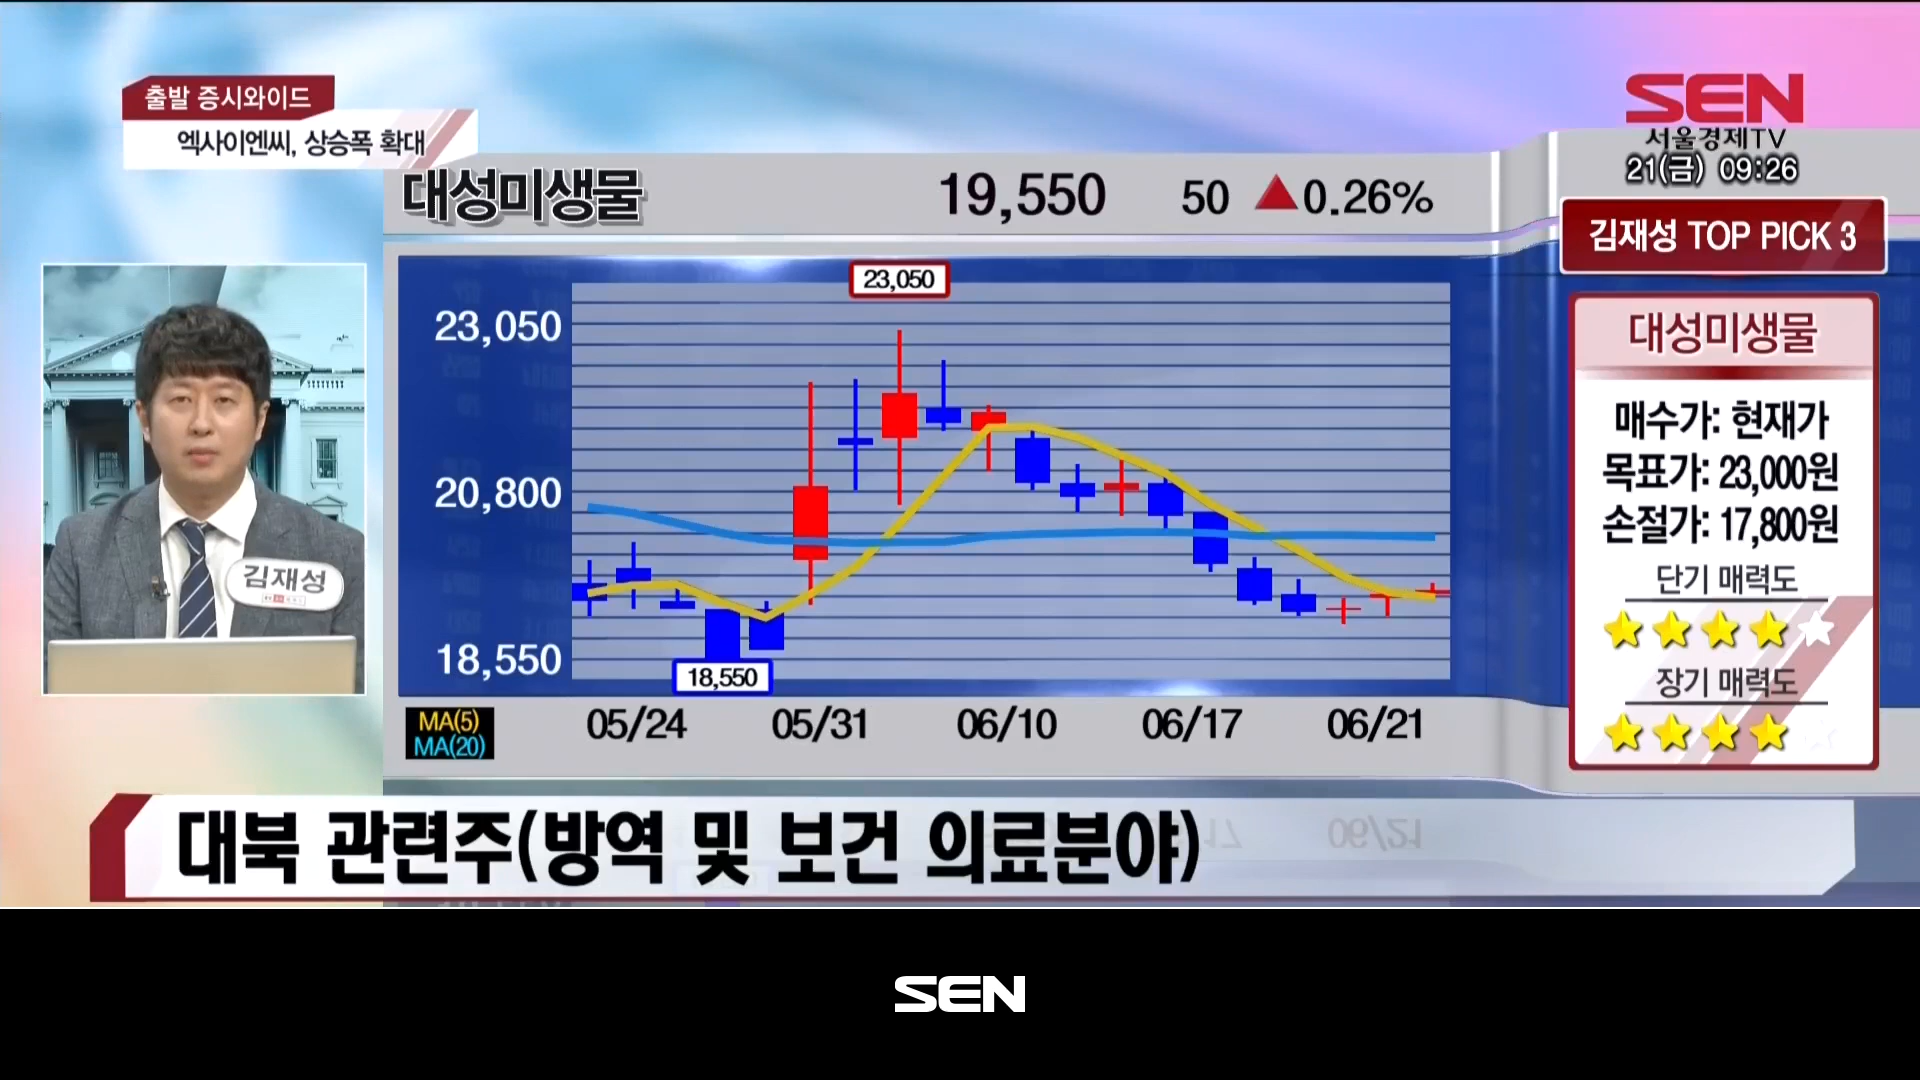 출발 증시와이드
엑사이엔씨, 상승폭 확대
SEN
서울경제TV
21(금) 09:26
대성미생물 19,550 50 ▲0.26%
김재성 TOP PICK 3
23,050
23,050
20,800
18,550
18,550
MA(5)
MA(20)
05/24 05/31 06/10 06/17 06/21
김재성
대성미생물
매수가: 현재가
목표가: 23,000원
손절가: 17,800원
단기 매력도
장기 매력도
대북 관련주(방역 및 보건 의료분야)
SEN